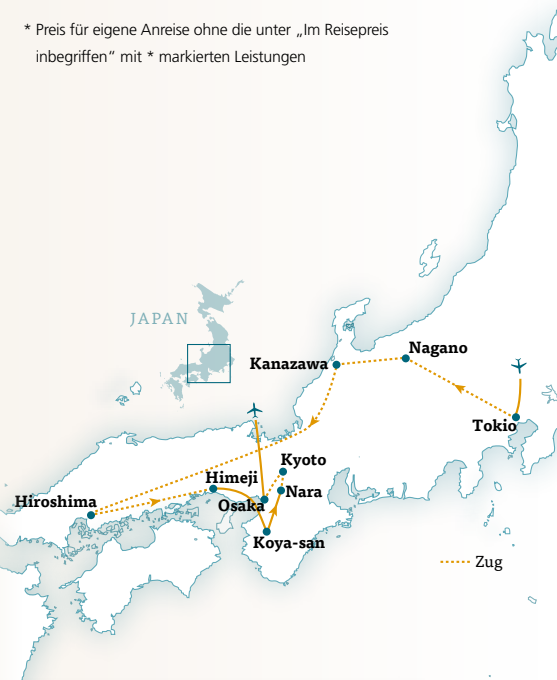 * Preis für eigene Anreise ohne die unter „Im Reisepreis
inbegriffen“ mit * markierten Leistungen
JAPAN
Nagano
Kanazawa
Tokio
Kyoto
Himeji
Nara
Hiroshima
Osaka
Koya-san
Zug